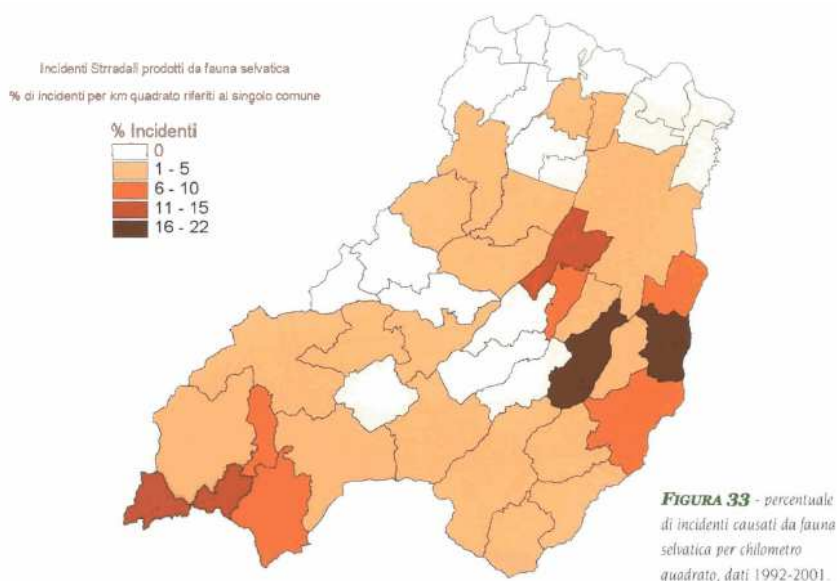 Incidenti Strradali prodotti da fauna selvatica
% di incidenti per km quadrato riferiti al singolo comune
% Incidenti
0
1 - 5
6 - 10
11 - 15
16 - 22
FIGURA 33 - percentuale
di incidenti causati da fauna
selvatica per chilometro
quadrato, dati 1992-2001.